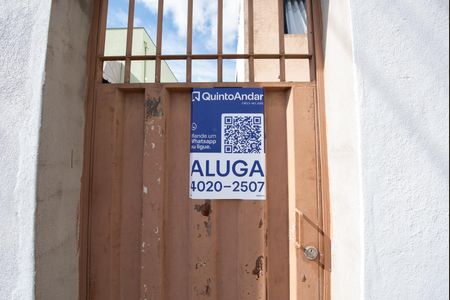 QuintoAndar
Mande um
Whatsapp
ou ligue.
ALUGA
4020-2507